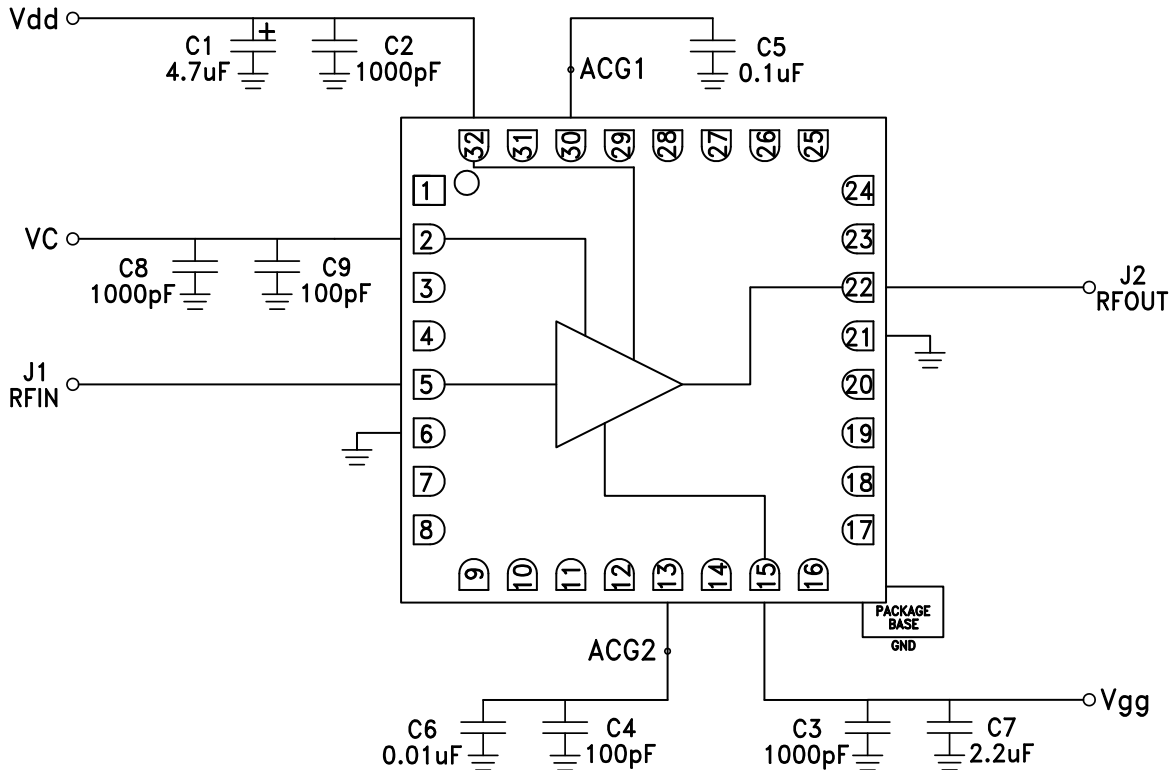 Vdd
C1
4.7uF
+
C2
1000pF
ACG1
C5
0.1uF
32
31
30
29
28
27
26
25
1
2
3
4
5
6
7
8
24
23
22
21
20
19
18
17
VC
C8
1000pF
C9
100pF
J1
RFIN
J2
RFOUT
9
10
11
12
13
14
15
16
PACKAGE
BASE
GND
ACG2
C6
0.01uF
C4
100pF
C3
1000pF
C7
2.2uF
Vgg